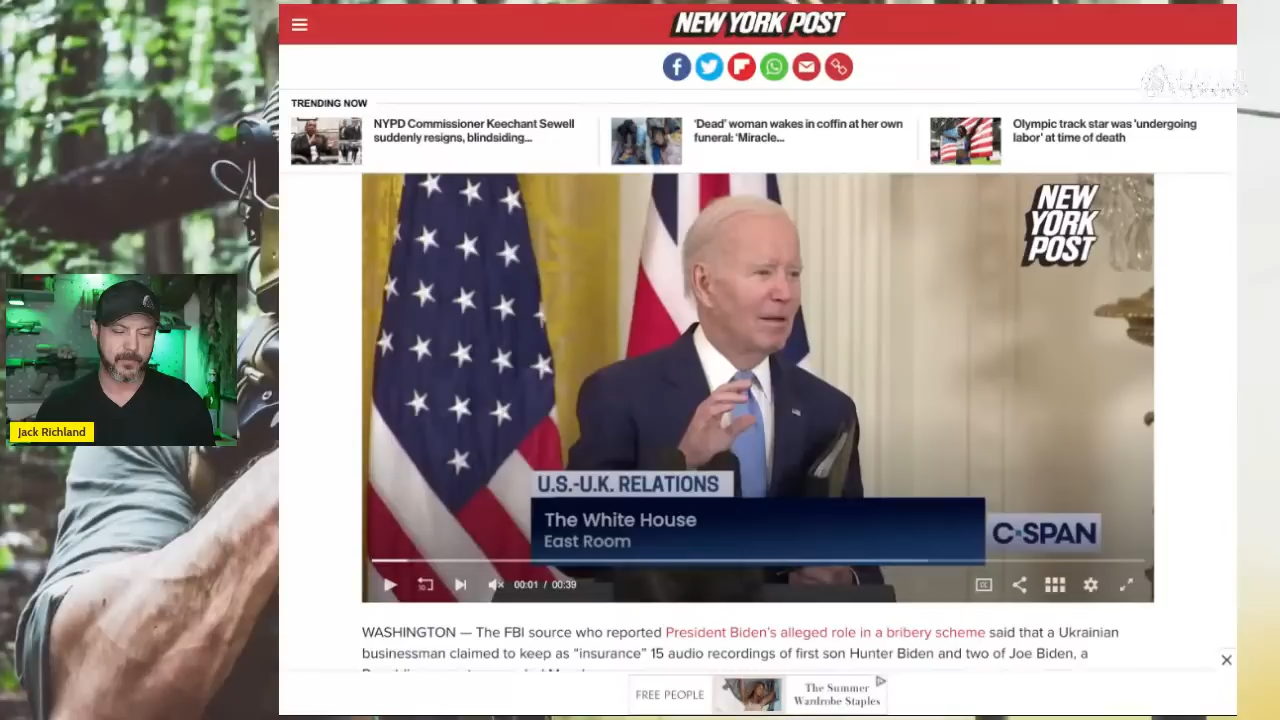 NEW YORK POST
TRENDING NOW
NYPD Commissioner Keechant Sewell
suddenly resigns, blindsiding...
‘Dead’ woman wakes in coffin at her own
funeral: ‘Miracle...
Olympic track star was 'undergoing
labor' at time of death
NEW
YORK
POST
Jack Richland
U.S.-U.K. RELATIONS
The White House
East Room
C-SPAN
00:01 / 00:39
WASHINGTON — The FBI source who reported President Biden’s alleged role in a bribery scheme said that a Ukrainian
businessman claimed to keep as “insurance” 15 audio recordings of first son Hunter Biden and two of Joe Biden, a
FREE PEOPLE
The Summer
Wardrobe Staples